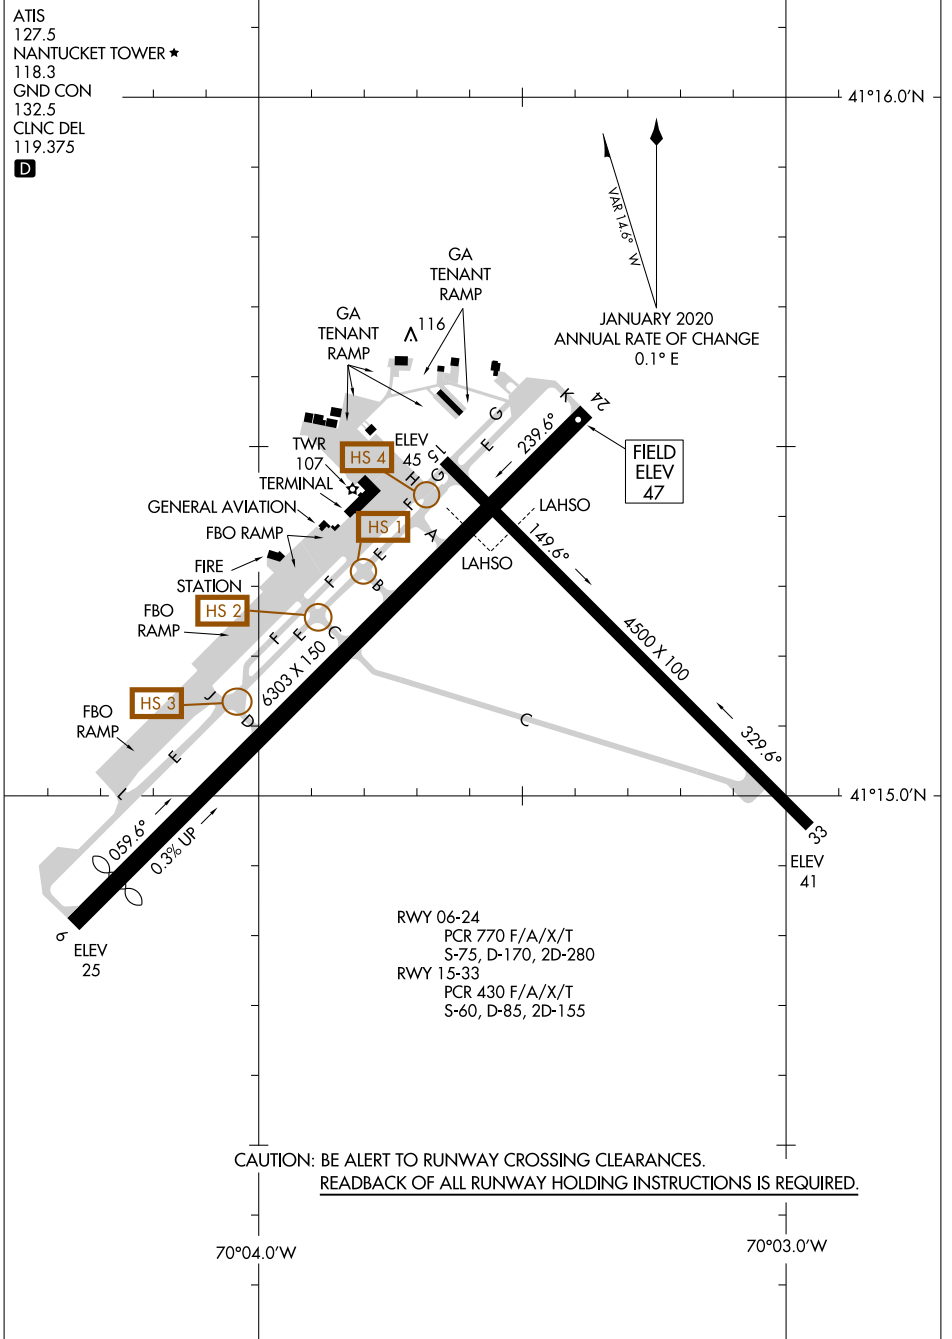 ATIS
127.5
NANTUCKET TOWER ★
118.3
GND CON
132.5
CLNC DEL
119.375
D
41°16.0'N
VAR 14.6° W
JANUARY 2020
ANNUAL RATE OF CHANGE
0.1° E
GA
TENANT
RAMP
116
GA
TENANT
RAMP
K
24
G
E
239.6°
FIELD
ELEV
47
TWR
107
HS 4
ELEV
45
15
H
G
F
TERMINAL
GENERAL AVIATION
HS 1
FBO RAMP
A
LAHSO
LAHSO
149.6°
E
B
F
FIRE
STATION
HS 2
FBO
RAMP
F
E
C
6303 X 150
4500 X 100
HS 3
J
D
FBO
RAMP
E
C
329.6°
L
41°15.0'N
059.6°
0.3% UP
33
ELEV
41
6
ELEV
25
RWY 06-24
PCR 770 F/A/X/T
S-75, D-170, 2D-280
RWY 15-33
PCR 430 F/A/X/T
S-60, D-85, 2D-155
CAUTION: BE ALERT TO RUNWAY CROSSING CLEARANCES.
READBACK OF ALL RUNWAY HOLDING INSTRUCTIONS IS REQUIRED.
70°04.0'W
70°03.0'W